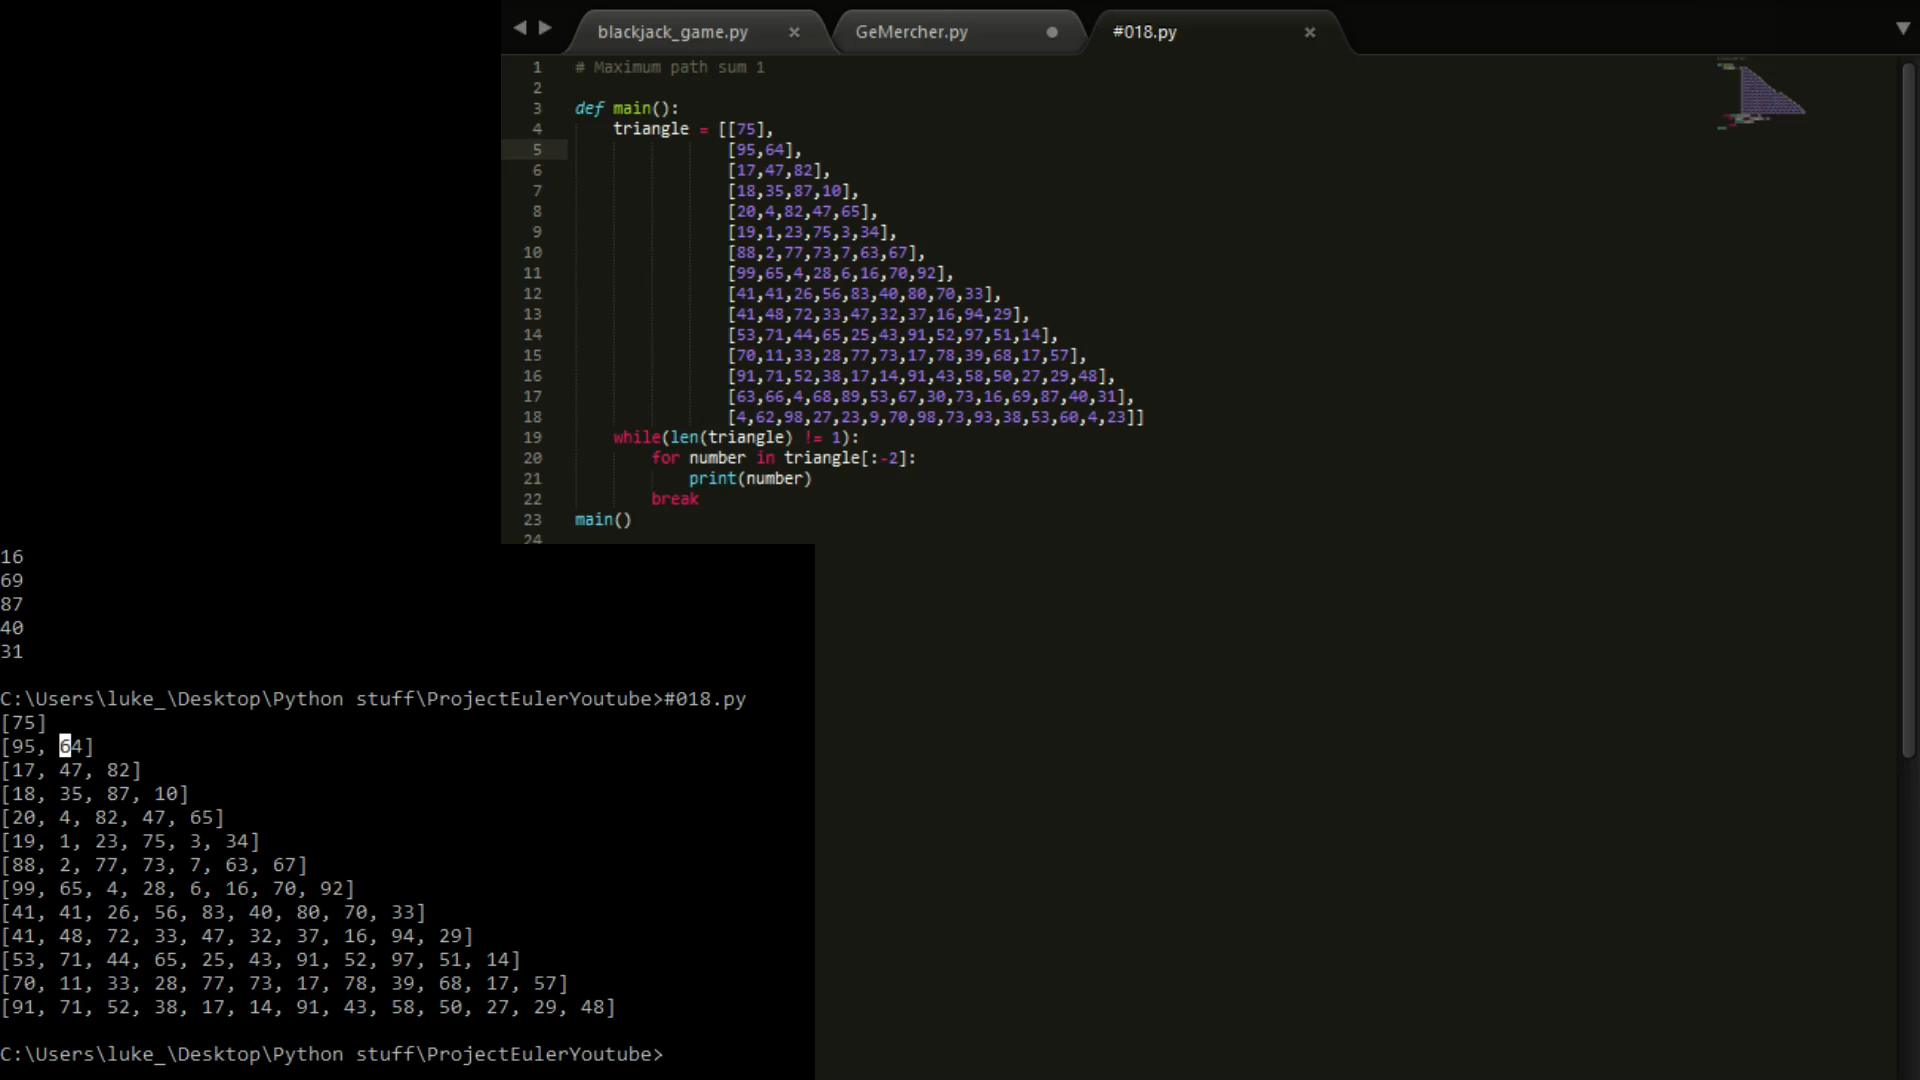 blackjack_game.py × GeMercher.py ● #018.py ×
1 # Maximum path sum 1
2
3 def main():
4 triangle = [[75],
5 [95,64],
6 [17,47,82],
7 [18,35,87,10],
8 [20,4,82,47,65],
9 [19,1,23,75,3,34],
10 [88,2,77,73,7,63,67],
11 [99,65,4,28,6,16,70,92],
12 [41,41,26,56,83,40,80,70,33],
13 [41,48,72,33,47,32,37,16,94,29],
14 [53,71,44,65,25,43,91,52,97,51,14],
15 [70,11,33,28,77,73,17,78,39,68,17,57],
16 [91,71,52,38,17,14,91,43,58,50,27,29,48],
17 [63,66,4,68,89,53,67,30,73,16,69,87,40,31],
18 [4,62,98,27,23,9,70,98,73,93,38,53,60,4,23]]
19 while(len(triangle) != 1):
20 for number in triangle[:-2]:
21 print(number)
22 break
23 main()
24
16
69
87
40
31
C:\Users\luke_\Desktop\Python stuff\ProjectEulerYoutube>#018.py
[75]
[95, 64]
[17, 47, 82]
[18, 35, 87, 10]
[20, 4, 82, 47, 65]
[19, 1, 23, 75, 3, 34]
[88, 2, 77, 73, 7, 63, 67]
[99, 65, 4, 28, 6, 16, 70, 92]
[41, 41, 26, 56, 83, 40, 80, 70, 33]
[41, 48, 72, 33, 47, 32, 37, 16, 94, 29]
[53, 71, 44, 65, 25, 43, 91, 52, 97, 51, 14]
[70, 11, 33, 28, 77, 73, 17, 78, 39, 68, 17, 57]
[91, 71, 52, 38, 17, 14, 91, 43, 58, 50, 27, 29, 48]
C:\Users\luke_\Desktop\Python stuff\ProjectEulerYoutube>